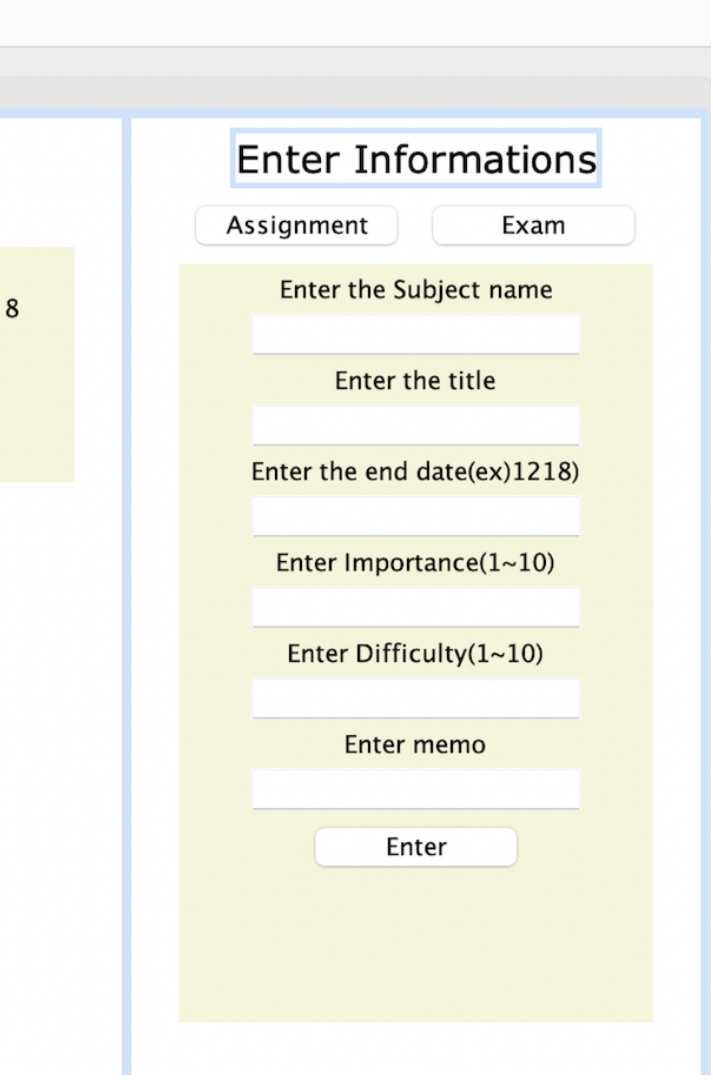 Enter Informations
Assignment Exam
8
Enter the Subject name
Enter the title
Enter the end date(ex)1218)
Enter Importance(1~10)
Enter Difficulty(1~10)
Enter memo
Enter